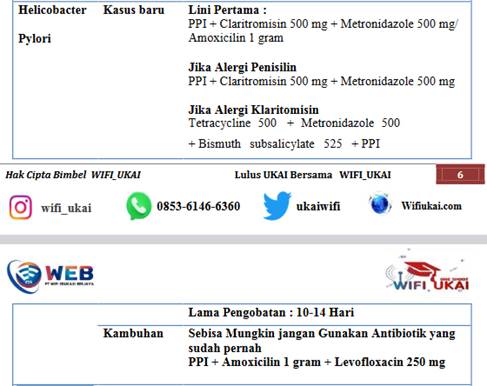 Helicobacter Pylori
Kasus baru
Lini Pertama :
PPI + Claritromisin 500 mg + Metronidazole 500 mg/
Amoxicilin 1 gram
Jika Alergi Penisilin
PPI + Claritromisin 500 mg + Metronidazole 500 mg
Jika Alergi Klaritomisin
Tetracycline 500 + Metronidazole 500
+ Bismuth subsalicylate 525 + PPI
Hak Cipta Bimbel WIFI_UKAI
Lulus UKAI Bersama WIFI_UKAI
6
wifi_ukai
0853-6146-6360
ukaiwifi
Wifiukai.com
WEB
PT WIFI EDUKASI BERJAYA
WIFI_UKAI
Lama Pengobatan : 10-14 Hari
Kambuhan
Sebisa Mungkin jangan Gunakan Antibiotik yang
sudah pernah
PPI + Amoxicilin 1 gram + Levofloxacin 250 mg